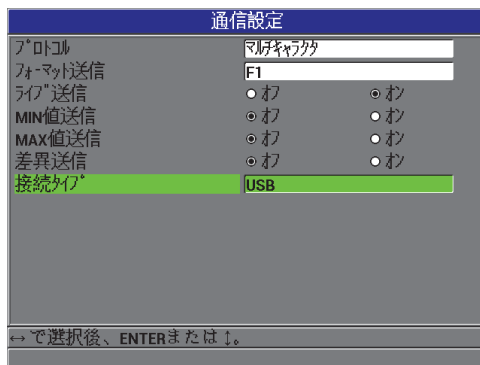 通信設定
プロトコル マルチキャラクタ
フォーマット送信 F1
ライブ送信 オフ オン
MIN値送信 オフ オン
MAX値送信 オフ オン
差異送信 オフ オン
接続タイプ USB
↔ で選択後、ENTERまたは ↕。